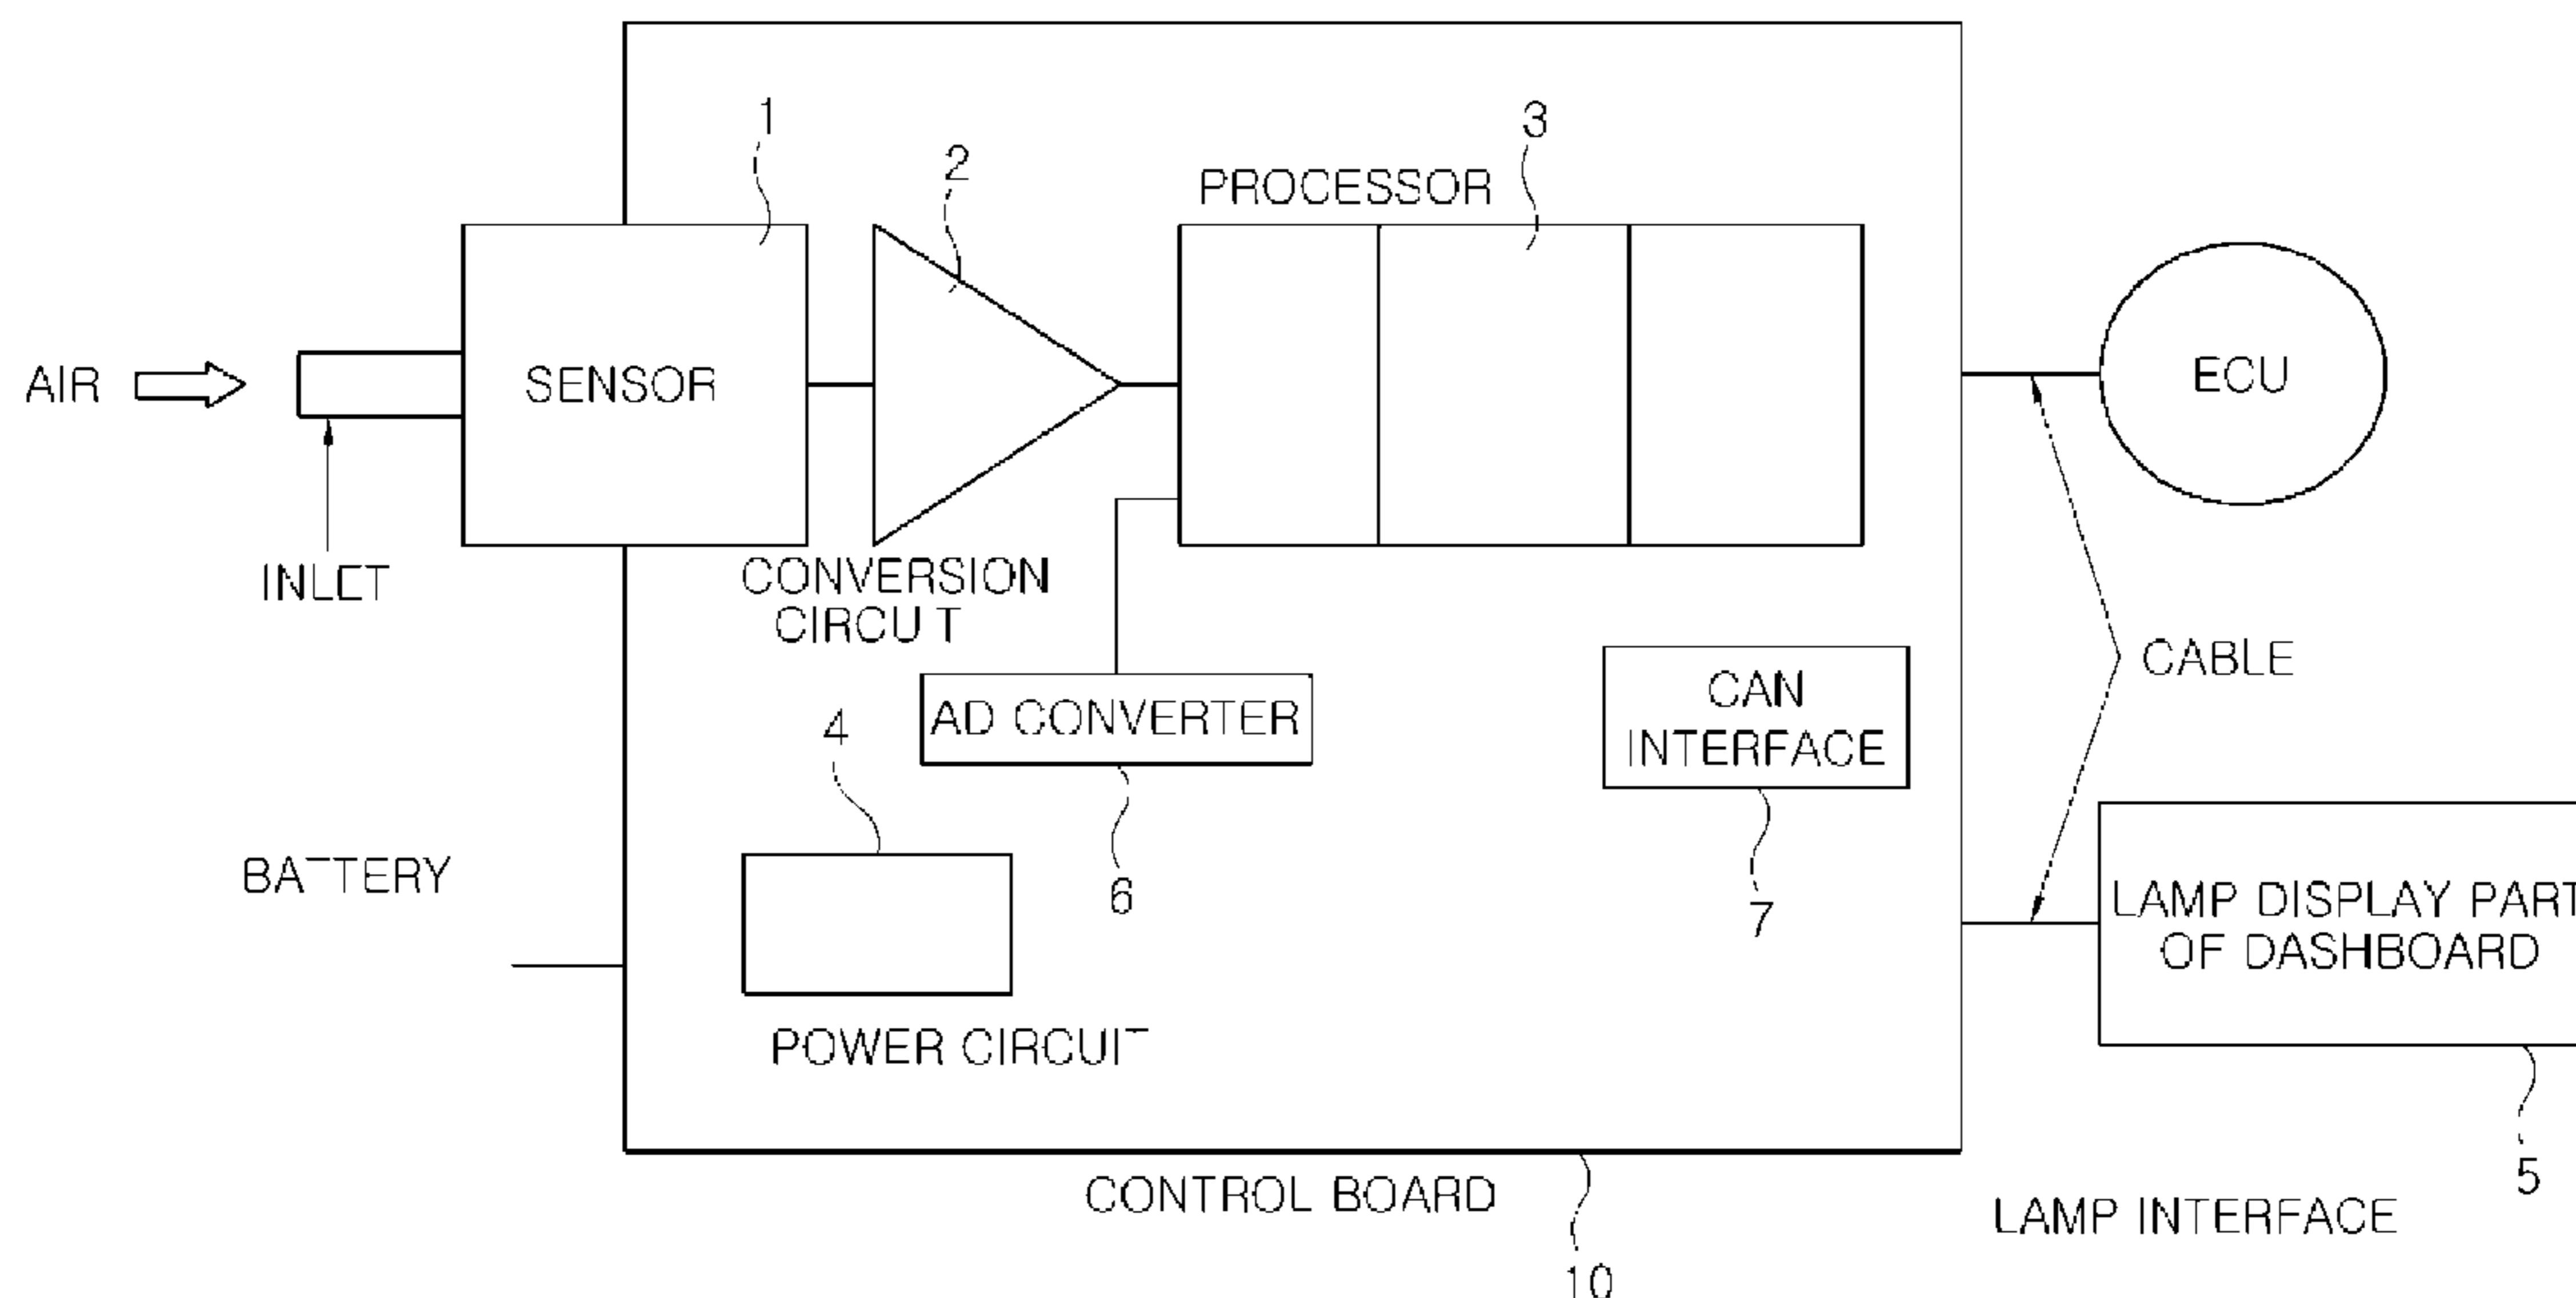 1
2
3
PROCESSOR
AIR
SENSOR
ECU
INLET
CONVERSION
CIRCUIT
CABLE
CAN
INTERFACE
AD CONVERTER
4
6
7
BATTERY
LAMP DISPLAY PART
OF DASHBOARD
POWER CIRCUIT
5
CONTROL BOARD
LAMP INTERFACE
10